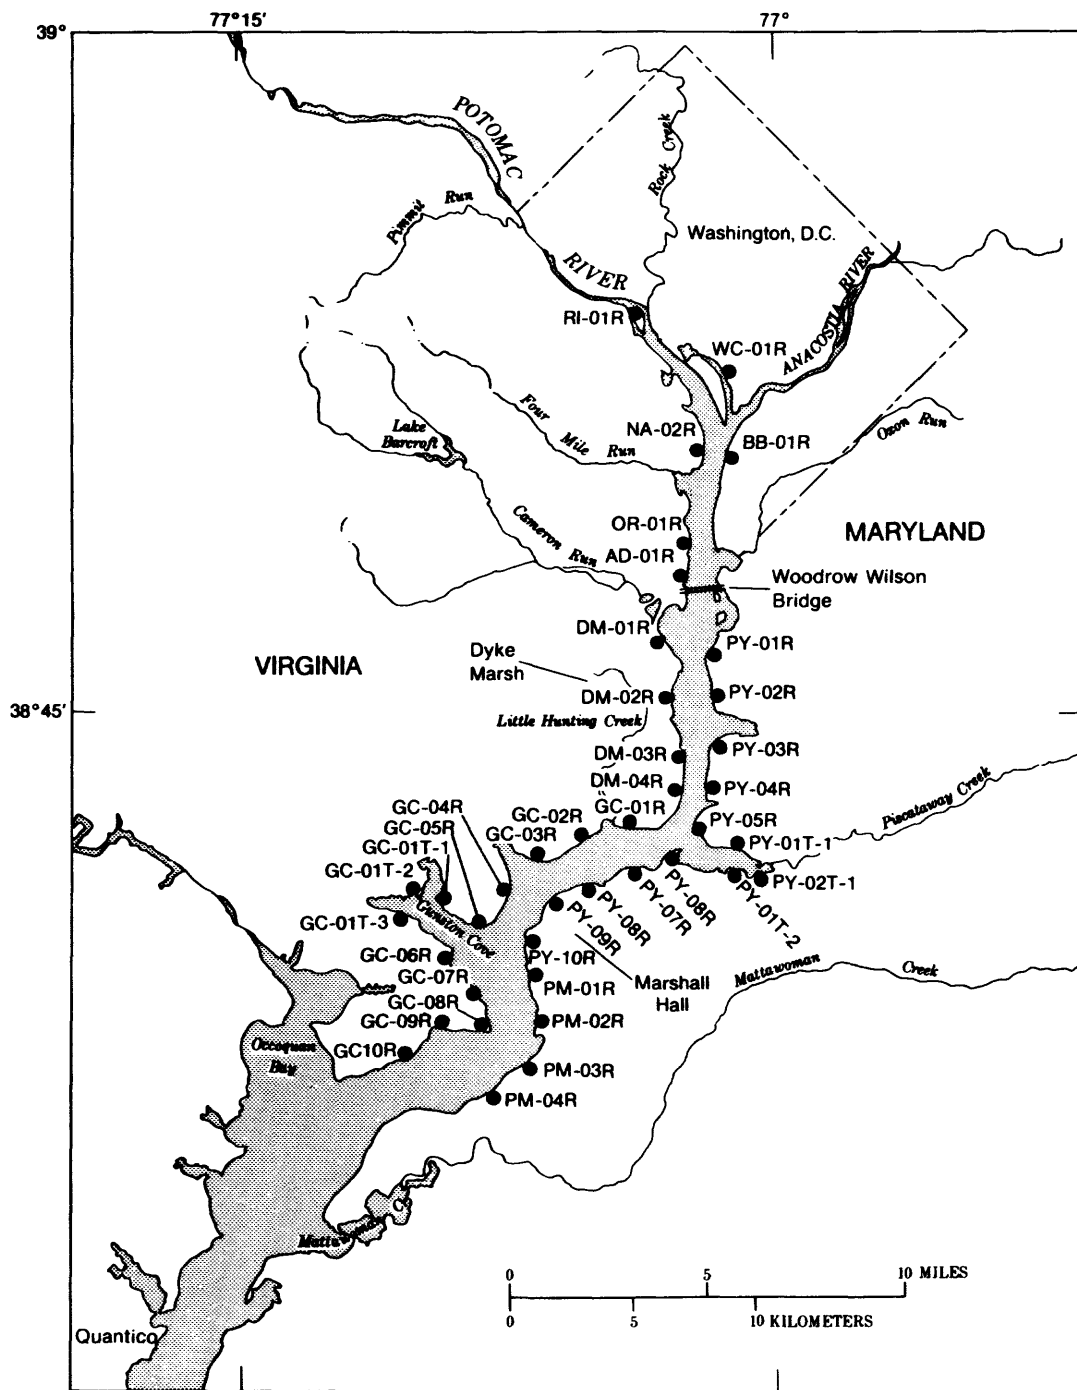 77°15'
77°
39°
POTOMAC
RIVER
Pimmit Run
Rock Creek
Washington, D.C.
ANACOSTIA RIVER
RI-01R
WC-01R
Four Mile Run
Lake
Barcroft
NA-02R
BB-01R
Oxon Run
Cameron Run
OR-01R
AD-01R
MARYLAND
Woodrow Wilson
Bridge
DM-01R
PY-01R
VIRGINIA
Dyke
Marsh
DM-02R
PY-02R
38°45'
Little Hunting Creek
DM-03R
PY-03R
DM-04R
PY-04R
Piscataway Creek
GC-01R
GC-02R
GC-03R
GC-04R
GC-05R
GC-01T-1
GC-01T-2
GC-01T-3
PY-05R
PY-01T-1
PY-02T-1
PY-01T-2
PY-08R
PY-07R
PY-08R
PY-09R
PY-10R
Gunston Cove
Marshall
Hall
Mattawoman Creek
GC-06R
GC-07R
GC-08R
GC-09R
GC10R
PM-01R
PM-02R
PM-03R
PM-04R
Occoquan
Bay
Mattawoman Cr
Quantico
0 5 10 MILES
0 5 10 KILOMETERS